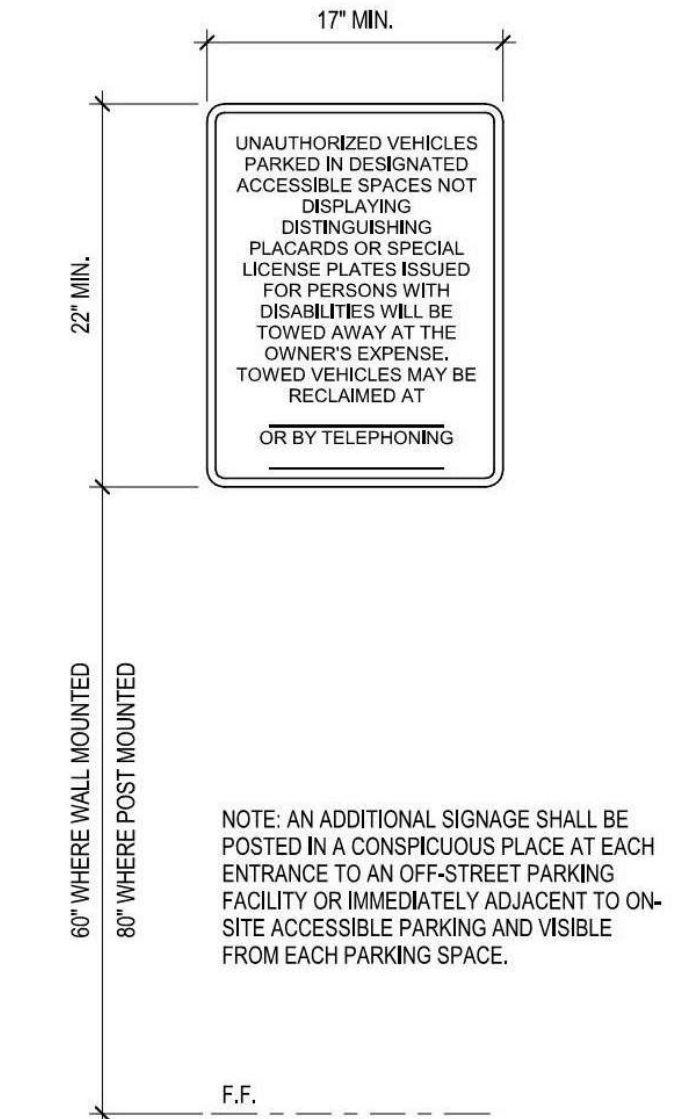 17" MIN.
22" MIN.
UNAUTHORIZED VEHICLES
PARKED IN DESIGNATED
ACCESSIBLE SPACES NOT
DISPLAYING
DISTINGUISHING
PLACARDS OR SPECIAL
LICENSE PLATES ISSUED
FOR PERSONS WITH
DISABILITIES WILL BE
TOWED AWAY AT THE
OWNER'S EXPENSE.
TOWED VEHICLES MAY BE
RECLAIMED AT
OR BY TELEPHONING
60" WHERE WALL MOUNTED
80" WHERE POST MOUNTED
NOTE: AN ADDITIONAL SIGNAGE SHALL BE
POSTED IN A CONSPICUOUS PLACE AT EACH
ENTRANCE TO AN OFF-STREET PARKING
FACILITY OR IMMEDIATELY ADJACENT TO ON-
SITE ACCESSIBLE PARKING AND VISIBLE
FROM EACH PARKING SPACE.
F.F.